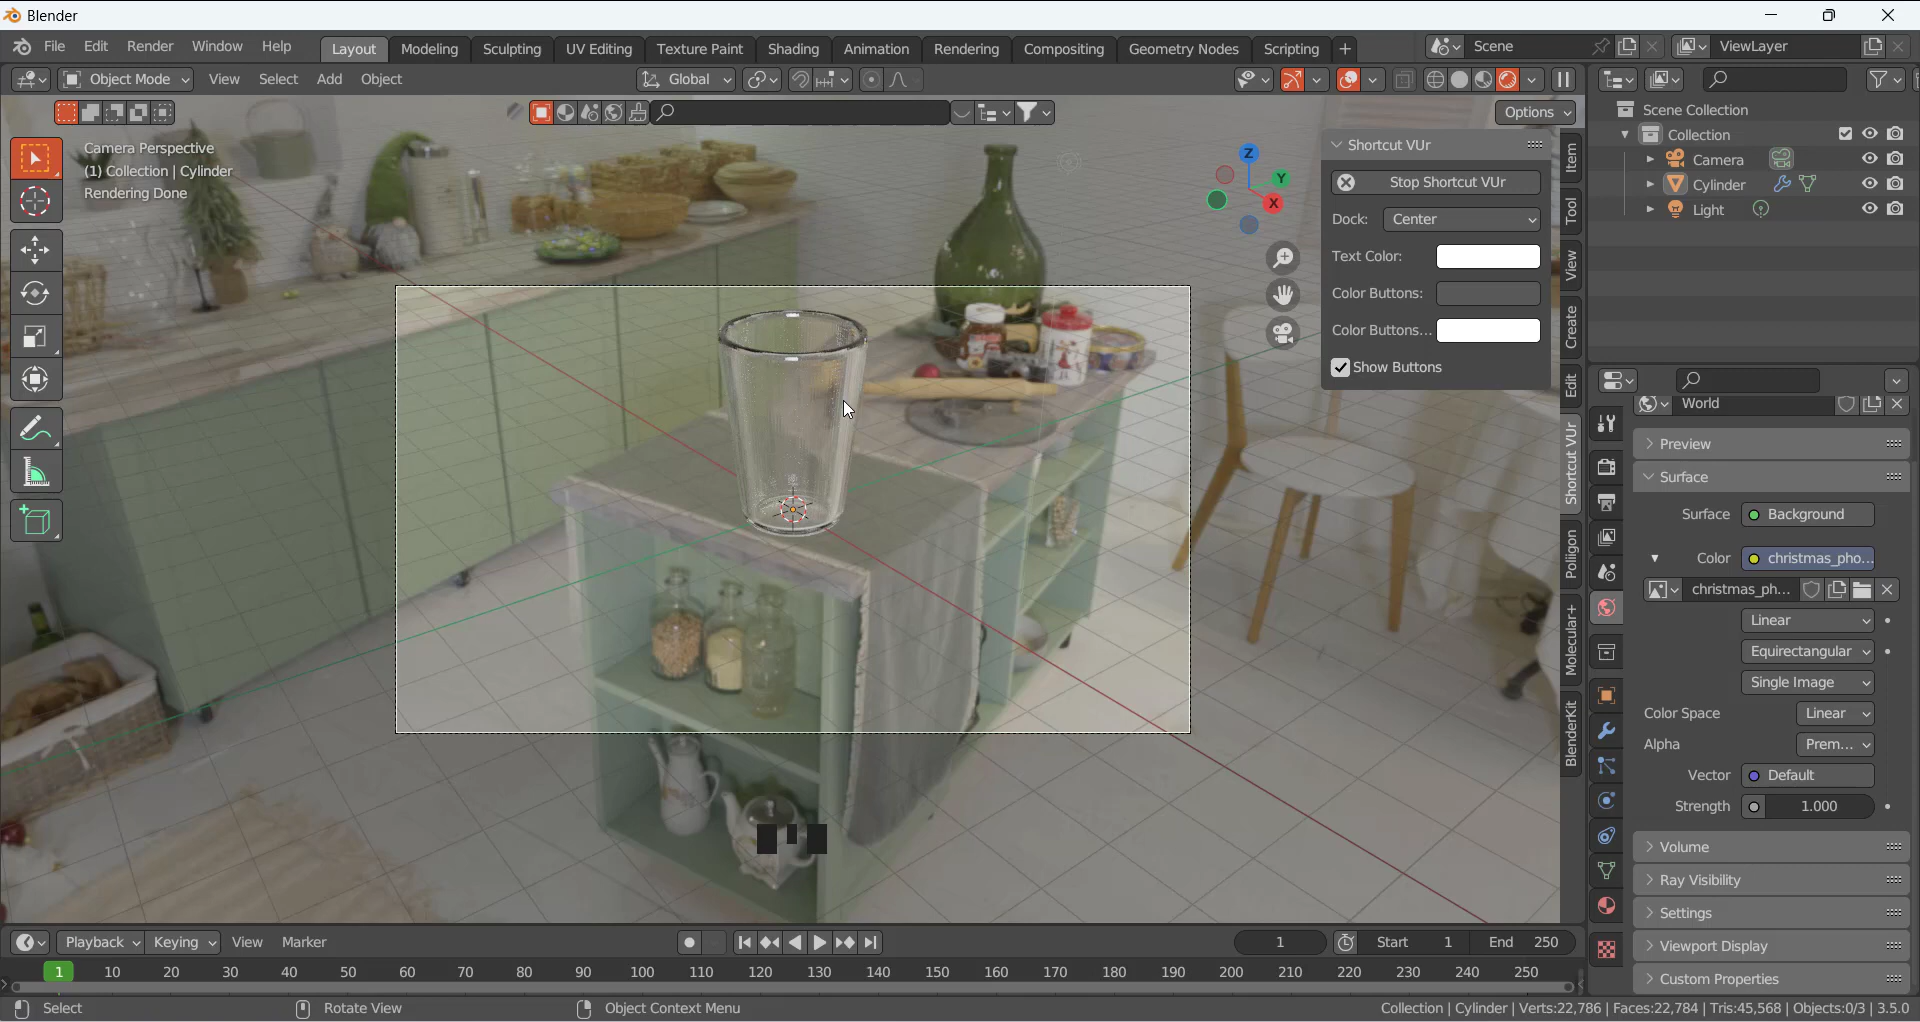 Blender
File Edit Render Window Help Layout Modeling Sculpting UV Editing Texture Paint Shading Animation Rendering Compositing Geometry Nodes Scripting + Scene ViewLayer
Object Mode View Select Add Object Global
Options
Camera Perspective
(1) Collection | Cylinder
Rendering Done
Z
Y
X
Shortcut VUr
Stop Shortcut VUr
Dock: Center
Text Color:
Color Buttons:
Color Buttons...
Show Buttons
Item
Tool
View
Create
Edit
Shortcut VUr
Poliigon
Molecular+
BlenderKit
Scene Collection
Collection
Camera
Cylinder
Light
World
Preview
Surface
Surface Background
Color christmas_pho...
christmas_ph...
Linear
Equirectangular
Single Image
Color Space Linear
Alpha Prem...
Vector Default
Strength 1.000
Volume
Ray Visibility
Settings
Viewport Display
Custom Properties
Playback Keying View Marker 1 Start 1 End 250
1 10 20 30 40 50 60 70 80 90 100 110 120 130 140 150 160 170 180 190 200 210 220 230 240 250
Select Rotate View Object Context Menu Collection | Cylinder | Verts:22,786 | Faces:22,784 | Tris:45,568 | Objects:0/3 | 3.5.0